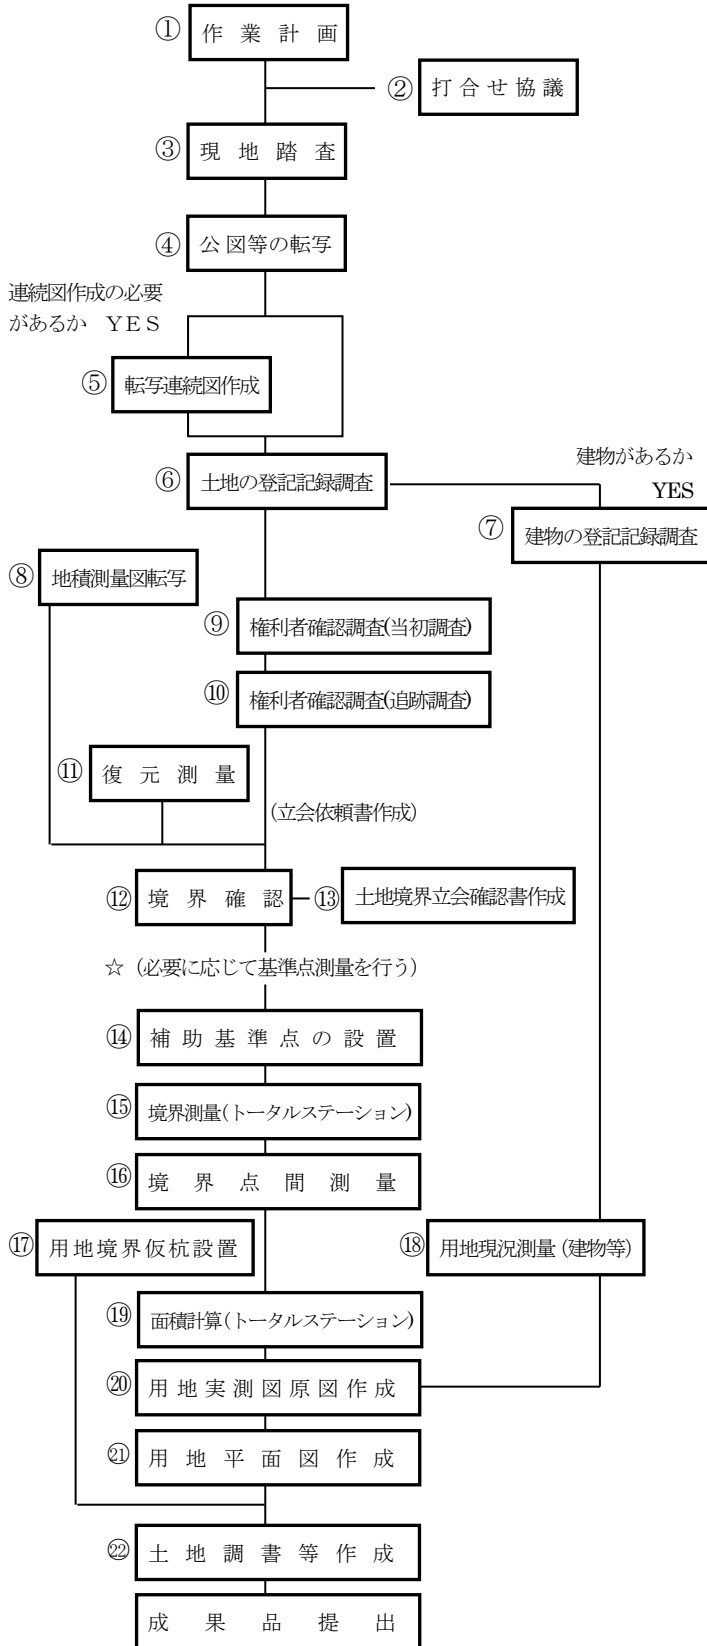 ① 作業計画
② 打合せ協議
③ 現地踏査
④ 公図等の転写
連続図作成の必要
があるか YES
⑤ 転写連続図作成
⑥ 土地の登記記録調査
建物があるか
YES
⑦ 建物の登記記録調査
⑧ 地積測量図転写
⑨ 権利者確認調査(当初調査)
⑩ 権利者確認調査(追跡調査)
⑪ 復元測量
(立会依頼書作成)
⑫ 境界確認
⑬ 土地境界立会確認書作成
☆(必要に応じて基準点測量を行う)
⑭ 補助基準点の設置
⑮ 境界測量(トータルステーション)
⑯ 境界点間測量
⑰ 用地境界仮杭設置
⑱ 用地現況測量(建物等)
⑲ 面積計算(トータルステーション)
⑳ 用地実測図原図作成
㉑ 用地平面図作成
㉒ 土地調書等作成
成果品提出